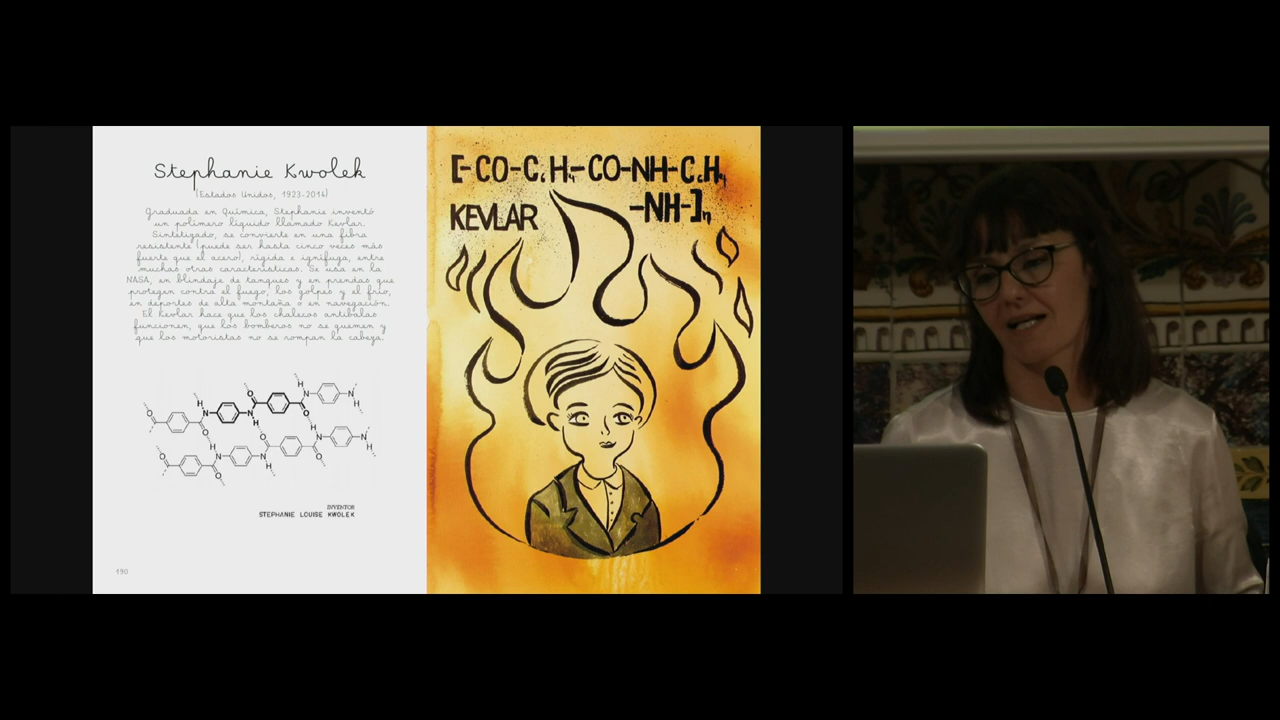 Stephanie Kwolek
(Estados Unidos, 1923-2014)
Graduada en Química, Stephanie inventó
un polímero líquido llamado Kevlar.
Sintetizado, se convierte en una fibra
resistente (puede ser hasta cinco veces más
fuerte que el acero), rígida e ignífuga, entre
muchas otras características. Se usa en la
NASA, en blindaje de tanques y en prendas que
protegen contra el fuego, los golpes y el frío,
en deportes de alta montaña o en navegación.
El Kevlar hace que los chalecos antibalas
funcionen, que los bomberos no se quemen y
que los motoristas no se rompan la cabeza.
INVENTOR
STEPHANIE LOUISE KWOLEK
190
[-CO-C₆H₄-CO-NH-C₆H₄
-NH-]ₙ
KEVLAR